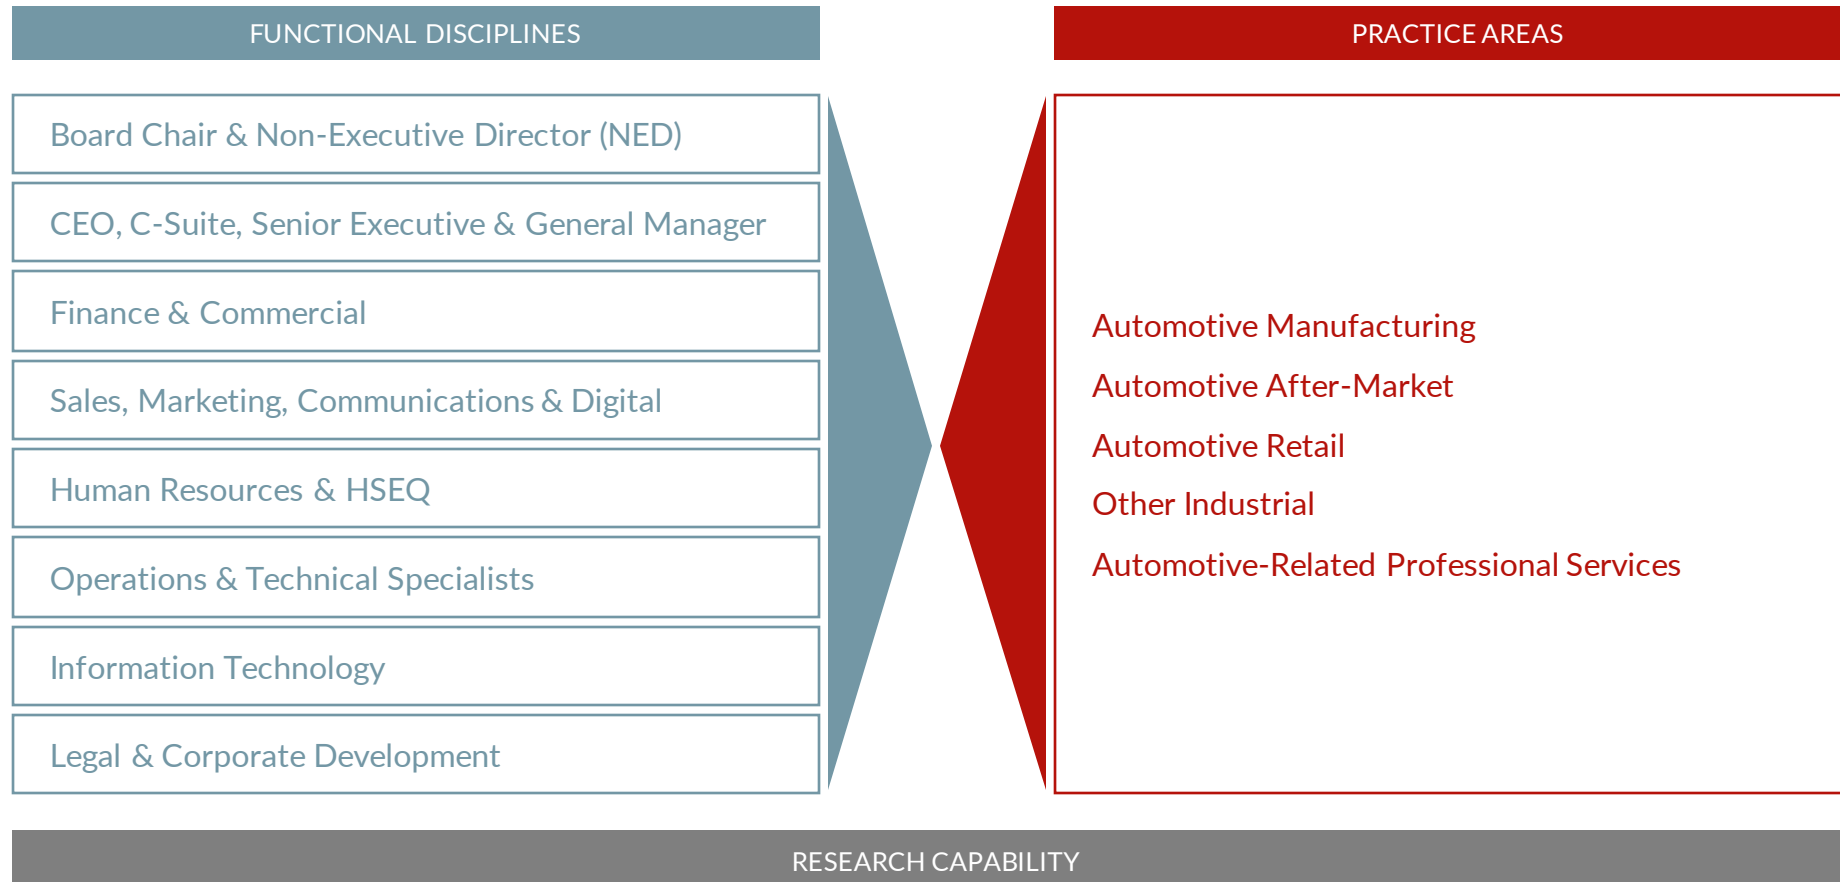 FUNCTIONAL DISCIPLINES
Board Chair & Non-Executive Director (NED)
CEO, C-Suite, Senior Executive & General Manager
Finance & Commercial
Sales, Marketing, Communications & Digital
Human Resources & HSEQ
Operations & Technical Specialists
Information Technology
Legal & Corporate Development
PRACTICE AREAS
Automotive Manufacturing
Automotive After-Market
Automotive Retail
Other Industrial
Automotive-Related Professional Services
RESEARCH CAPABILITY